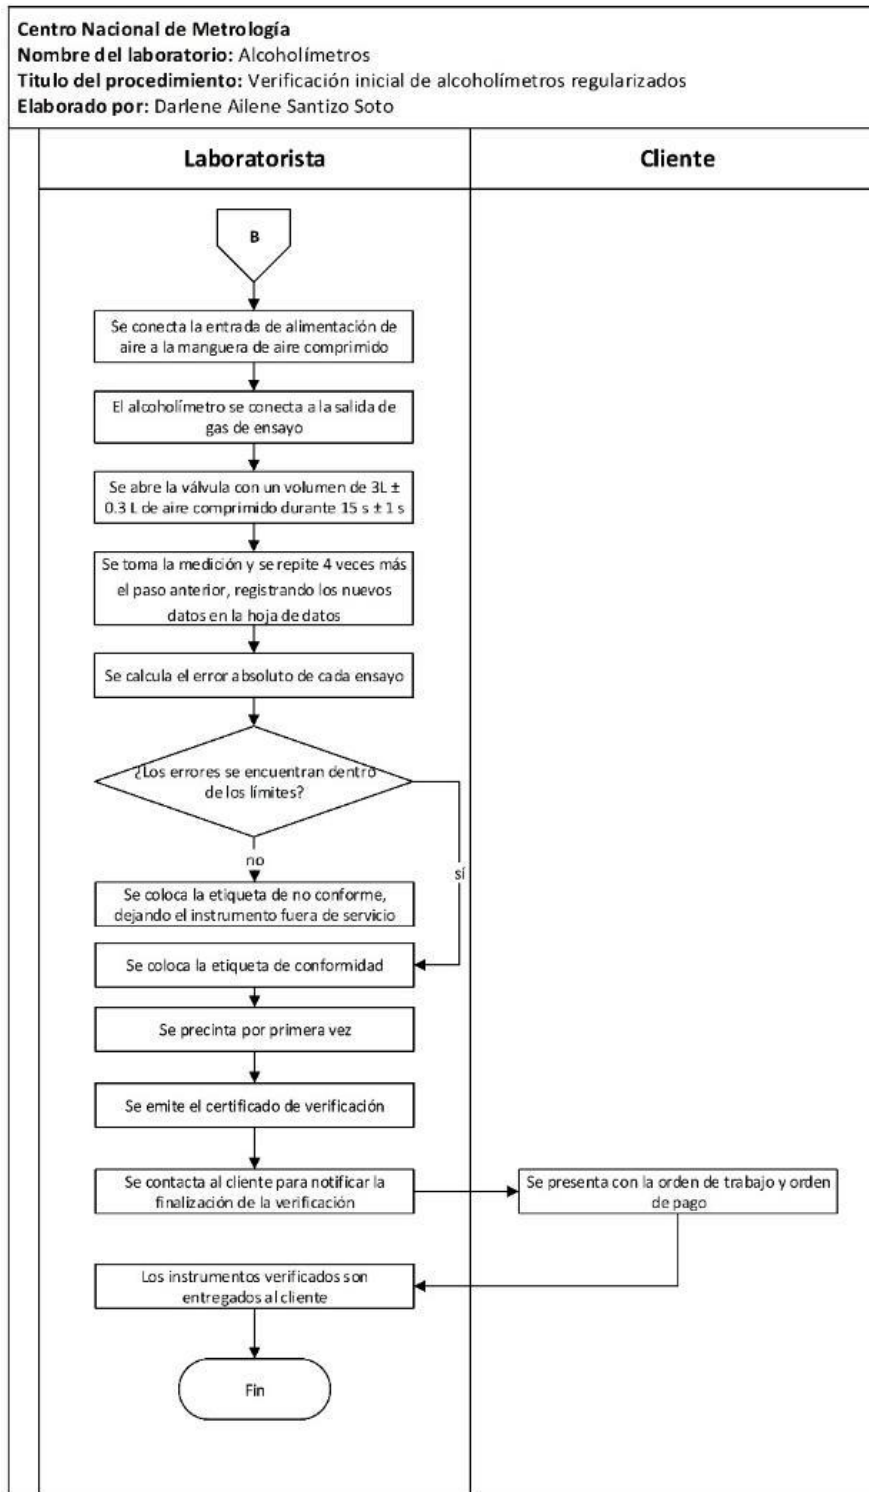 Centro Nacional de Metrología
Nombre del laboratorio: Alcoholímetros
Título del procedimiento: Verificación inicial de alcoholímetros regularizados
Elaborado por: Darlene Ailene Santizo Soto
Laboratorista
Cliente
B
Se conecta la entrada de alimentación de
aire a la manguera de aire comprimido
El alcoholímetro se conecta a la salida de
gas de ensayo
Se abre la válvula con un volumen de 3L ±
0.3 L de aire comprimido durante 15 s ± 1 s
Se toma la medición y se repite 4 veces más
el paso anterior, registrando los nuevos
datos en la hoja de datos
Se calcula el error absoluto de cada ensayo
¿Los errores se encuentran dentro
de los límites?
no
sí
Se coloca la etiqueta de no conforme,
dejando el instrumento fuera de servicio
Se coloca la etiqueta de conformidad
Se precinta por primera vez
Se emite el certificado de verificación
Se contacta al cliente para notificar la
finalización de la verificación
Se presenta con la orden de trabajo y orden
de pago
Los instrumentos verificados son
entregados al cliente
Fin